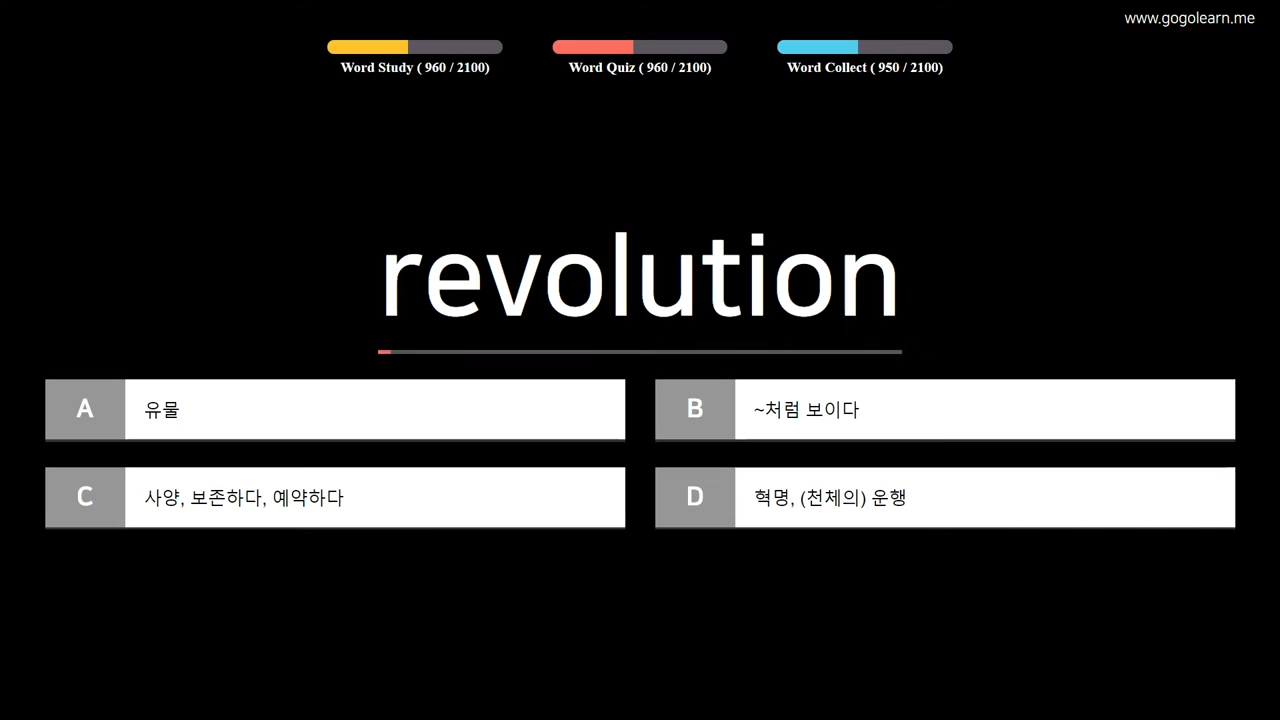 www.gogolearn.me
Word Study ( 960 / 2100)
Word Quiz ( 960 / 2100)
Word Collect ( 950 / 2100)
revolution
A 유물
B ~처럼 보이다
C 사양, 보존하다, 예약하다
D 혁명, (천체의) 운행